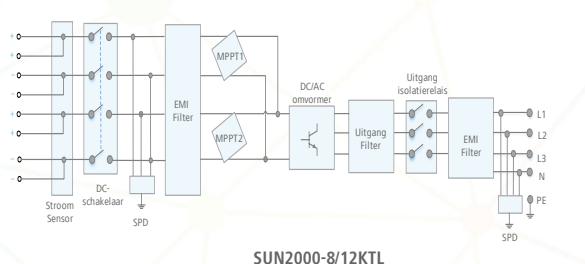 +
+
-
-
+
+
-
-
Stroom
Sensor
DC-
schakelaar
SPD
EMI
Filter
MPPT1
MPPT2
DC/AC
omvormer
Uitgang
Filter
Uitgang
isolatierelais
EMI
Filter
L1
L2
L3
N
PE
SPD
SUN2000-8/12KTL